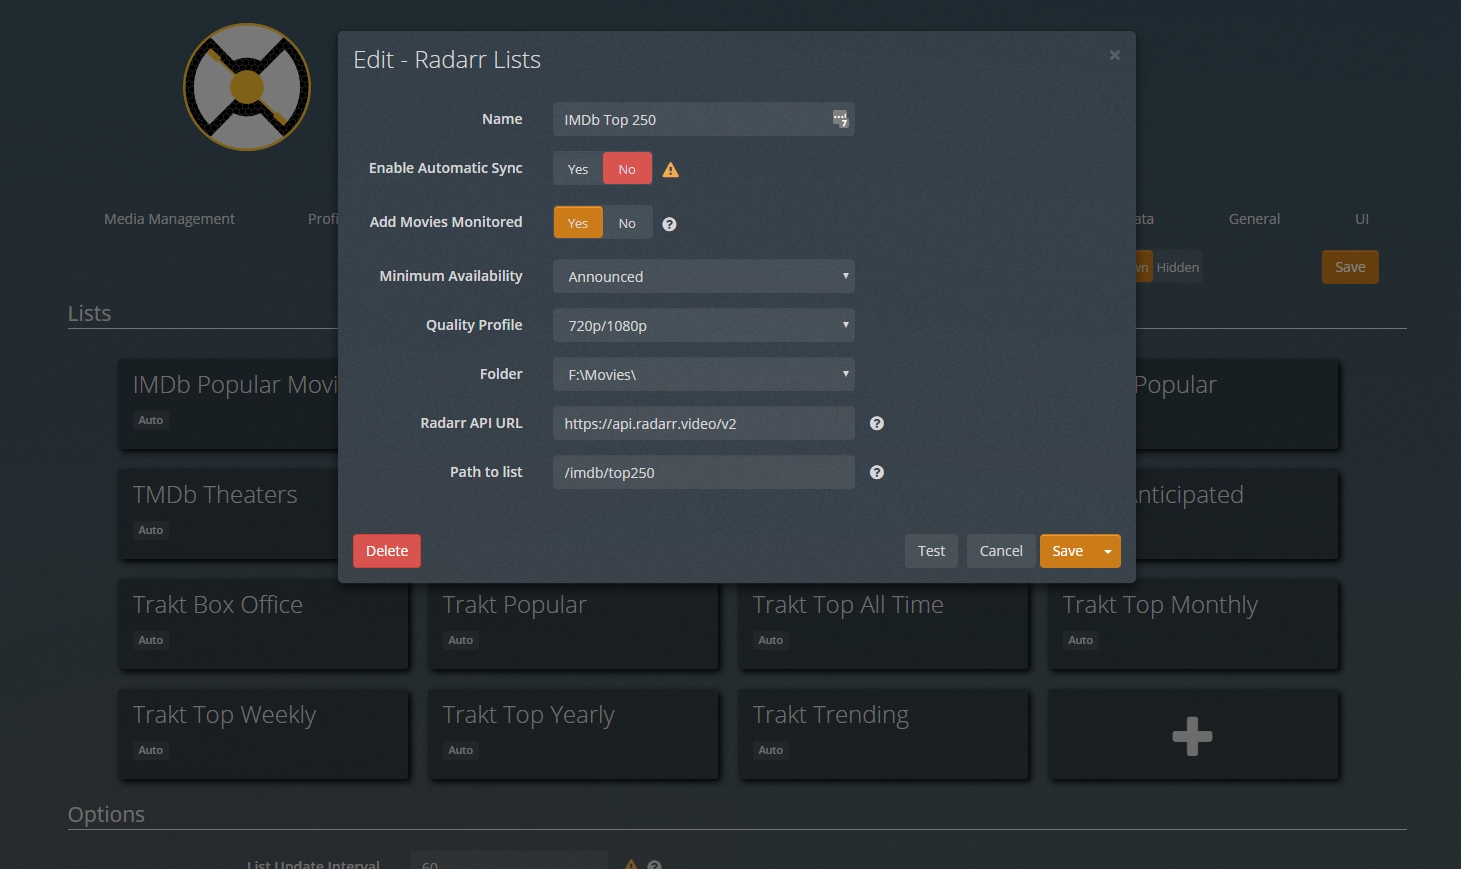 Edit - Radarr Lists
×
Name
IMDb Top 250
Enable Automatic Sync
Yes
No
Add Movies Monitored
Yes
No
Minimum Availability
Announced
Quality Profile
720p/1080p
Folder
F:\Movies\
Radarr API URL
https://api.radarr.video/v2
Path to list
/imdb/top250
Delete
Test
Cancel
Save
Media Management
Profi
ata
General
UI
wn
Hidden
Save
Lists
IMDb Popular Movi
Auto
Popular
TMDb Theaters
Auto
Anticipated
Trakt Box Office
Auto
Trakt Popular
Auto
Trakt Top All Time
Auto
Trakt Top Monthly
Auto
Trakt Top Weekly
Auto
Trakt Top Yearly
Auto
Trakt Trending
Auto
Options
List Update Interval
60